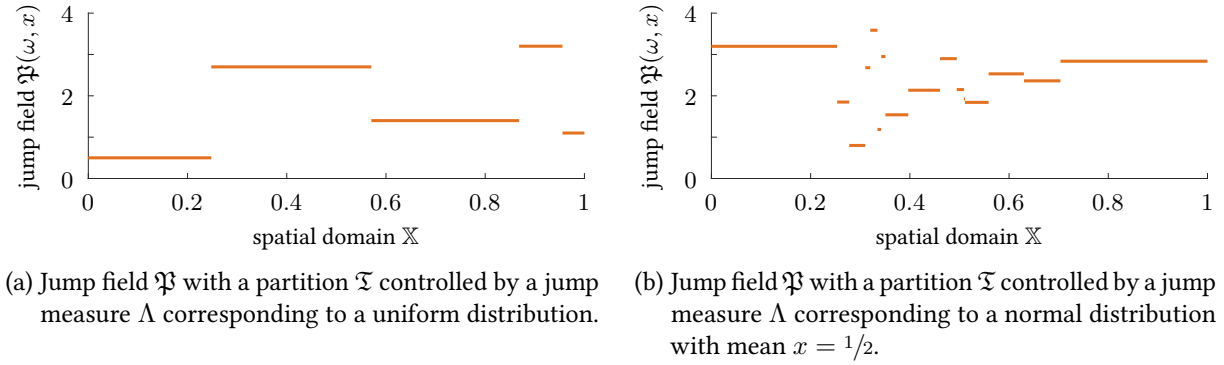 4
2
0
jump field 𝔓(ω, x)
0 0.2 0.4 0.6 0.8 1
spatial domain 𝕏
(a) Jump field 𝔓 with a partition 𝔗 controlled by a jump
measure Λ corresponding to a uniform distribution.
4
2
0
jump field 𝔓(ω, x)
0 0.2 0.4 0.6 0.8 1
spatial domain 𝕏
(b) Jump field 𝔓 with a partition 𝔗 controlled by a jump
measure Λ corresponding to a normal distribution
with mean x = 1/2.